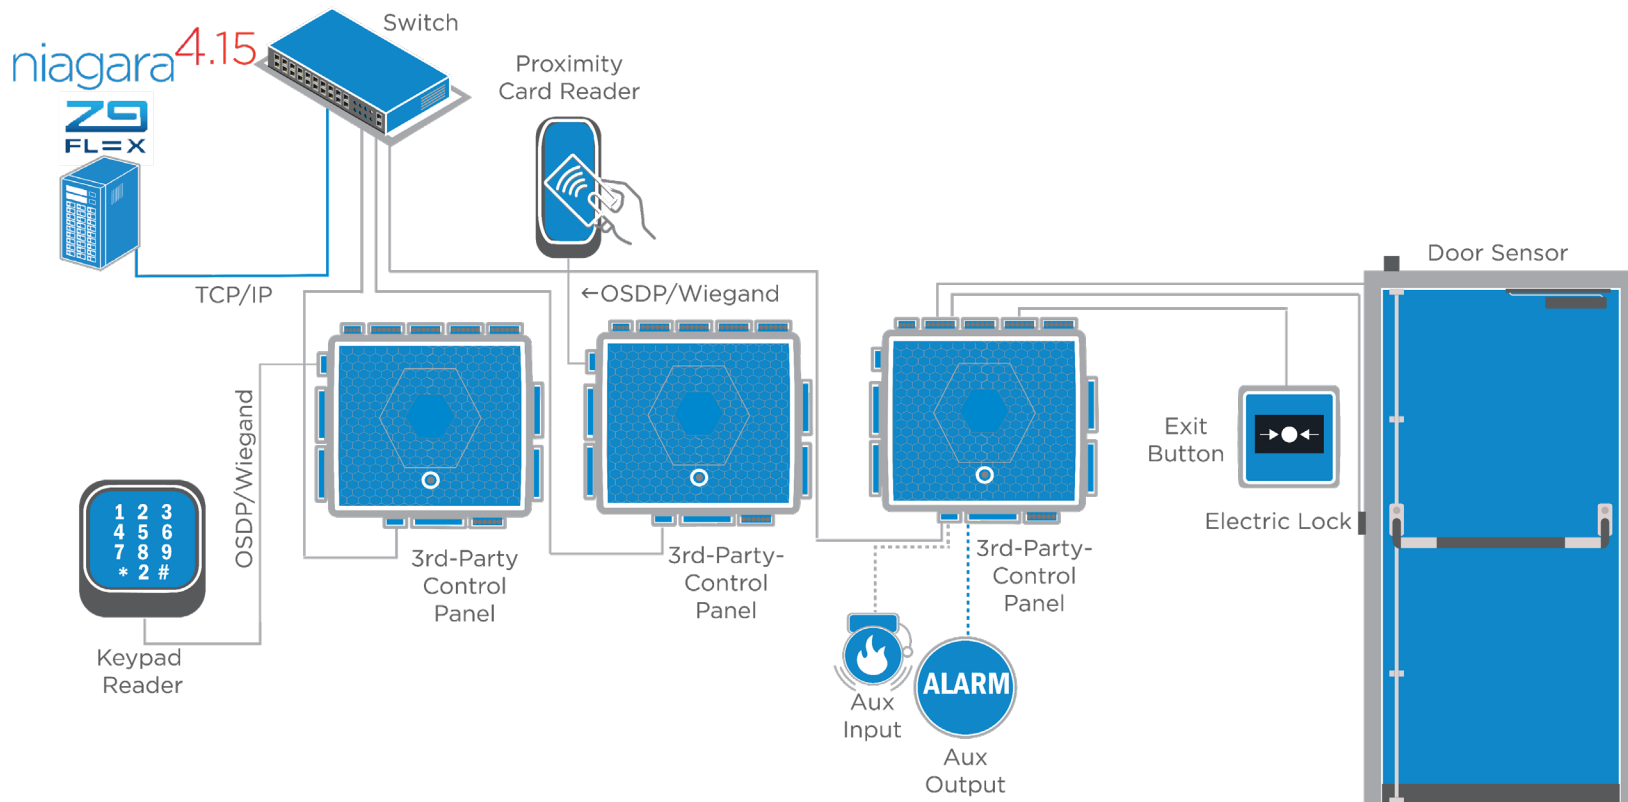 Switch
niagara 4.15
Z9
FLEX
Proximity
Card Reader
TCP/IP
←OSDP/Wiegand
Door Sensor
OSDP/Wiegand
Exit
Button
Electric Lock
1 2 3
4 5 6
7 8 9
* 2 #
Keypad
Reader
3rd-Party
Control
Panel
3rd-Party-
Control
Panel
3rd-Party-
Control
Panel
ALARM
Aux
Input
Aux
Output